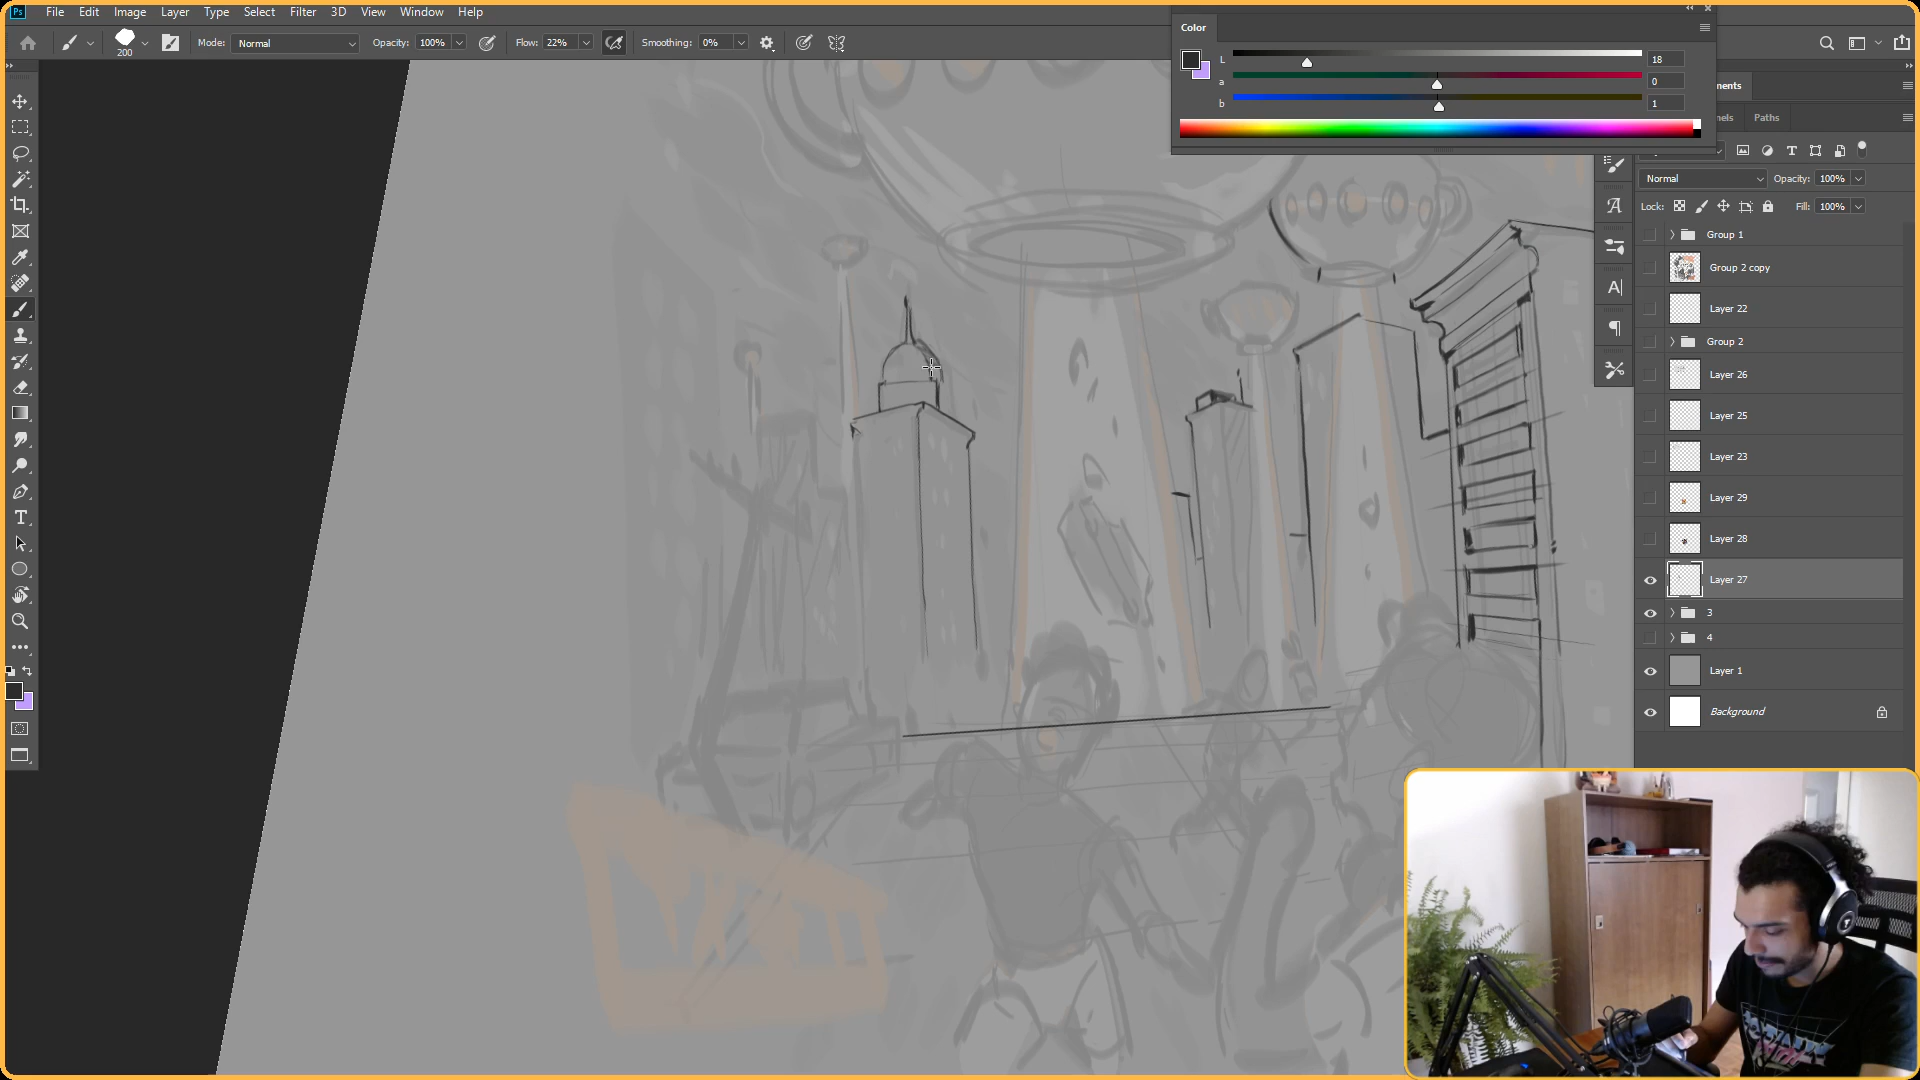 Ps File Edit Image Layer Type Select Filter 3D View Window Help
200 Mode: Normal Opacity: 100% Flow: 22% Smoothing: 0%
Color
L 18
a 0
b 1
nents
nels Paths
Normal Opacity: 100%
Lock: Fill: 100%
Group 1
Group 2 copy
Layer 22
Group 2
Layer 26
Layer 25
Layer 23
Layer 29
Layer 28
Layer 27
3
4
Layer 1
Background